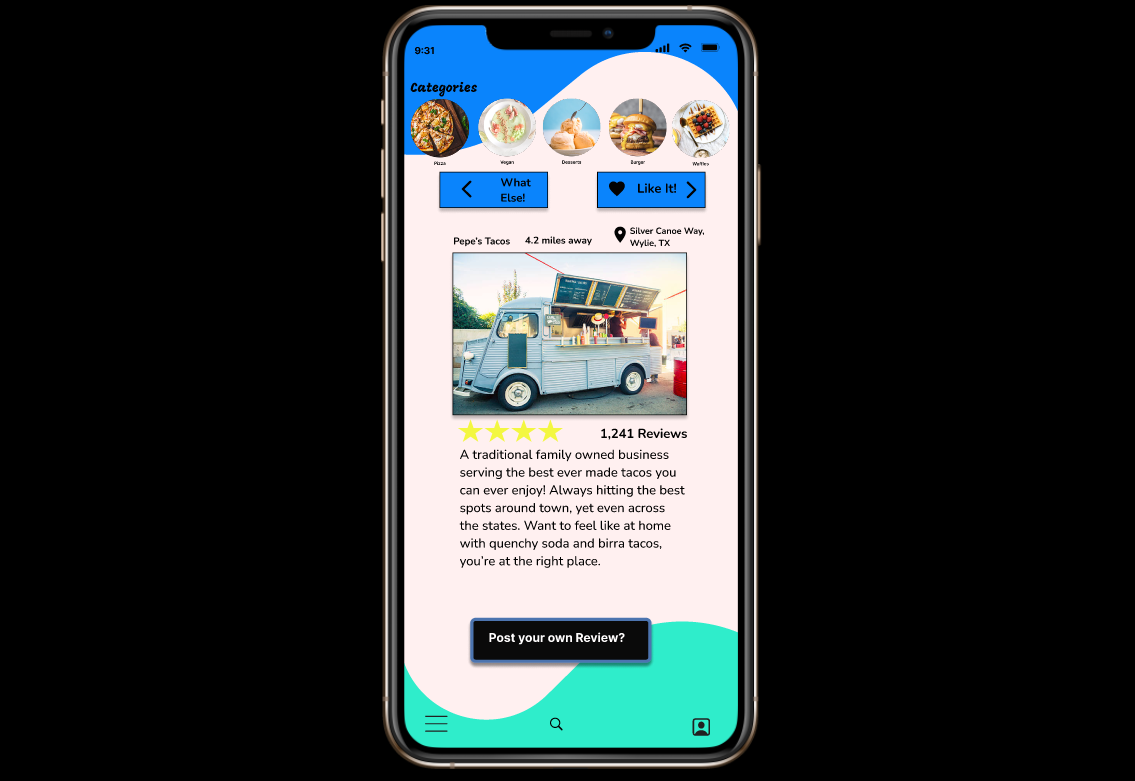 9:31
Categories
Pizza
Vegan
Desserts
Burger
Waffles
What
Else!
Like It!
Pepe's Tacos
4.2 miles away
Silver Canoe Way,
Wylie, TX
1,241 Reviews
A traditional family owned business
serving the best ever made tacos you
can ever enjoy! Always hitting the best
spots around town, yet even across
the states. Want to feel like at home
with quenchy soda and birra tacos,
you're at the right place.
Post your own Review?